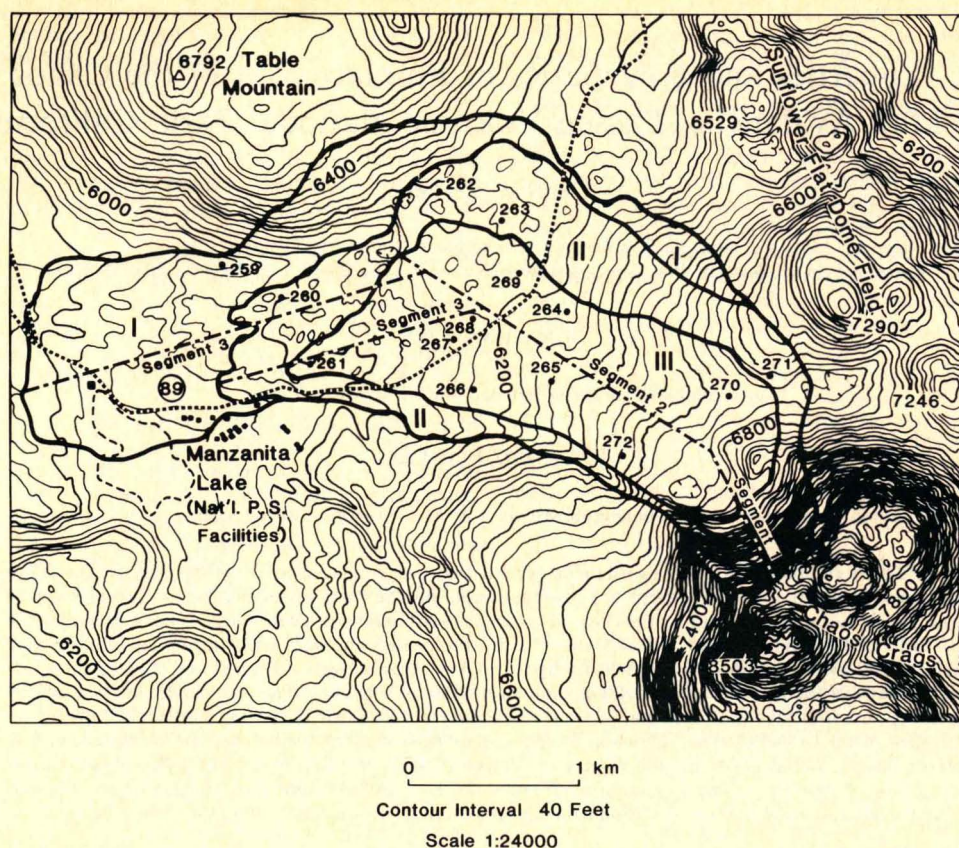 6792
Table
Mountain
6529
Sunflower Flat Dome Field
6200
6600
6400
6000
262
263
II
I
259
269
260
Segment 3
264
7290
I
Segment 3
268
267
6200
III
Segment 2
261
271
89
266
265
270
7246
II
6800
272
Manzanita
Lake
(Nat'l. P. S.
Facilities)
Segment 1
7800
Chaos
Crags
7400
8503
6200
6600
0 1 km
Contour Interval 40 Feet
Scale 1:24000